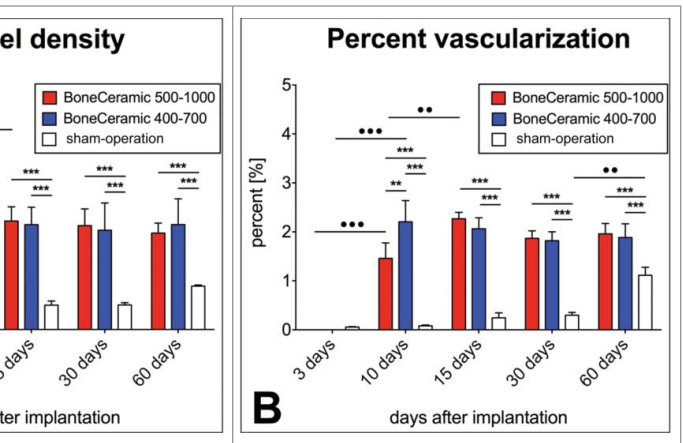 el density
BoneCeramic 500-1000
BoneCeramic 400-700
sham-operation
*** *** *** *** *** ***
days 30 days 60 days
ter implantation
Percent vascularization
BoneCeramic 500-1000
BoneCeramic 400-700
sham-operation
percent [%]
5
4
3
2
1
0
●●● ●●● ●● ●●
*** *** ** *** *** *** *** *** ***
3 days 10 days 15 days 30 days 60 days
B
days after implantation